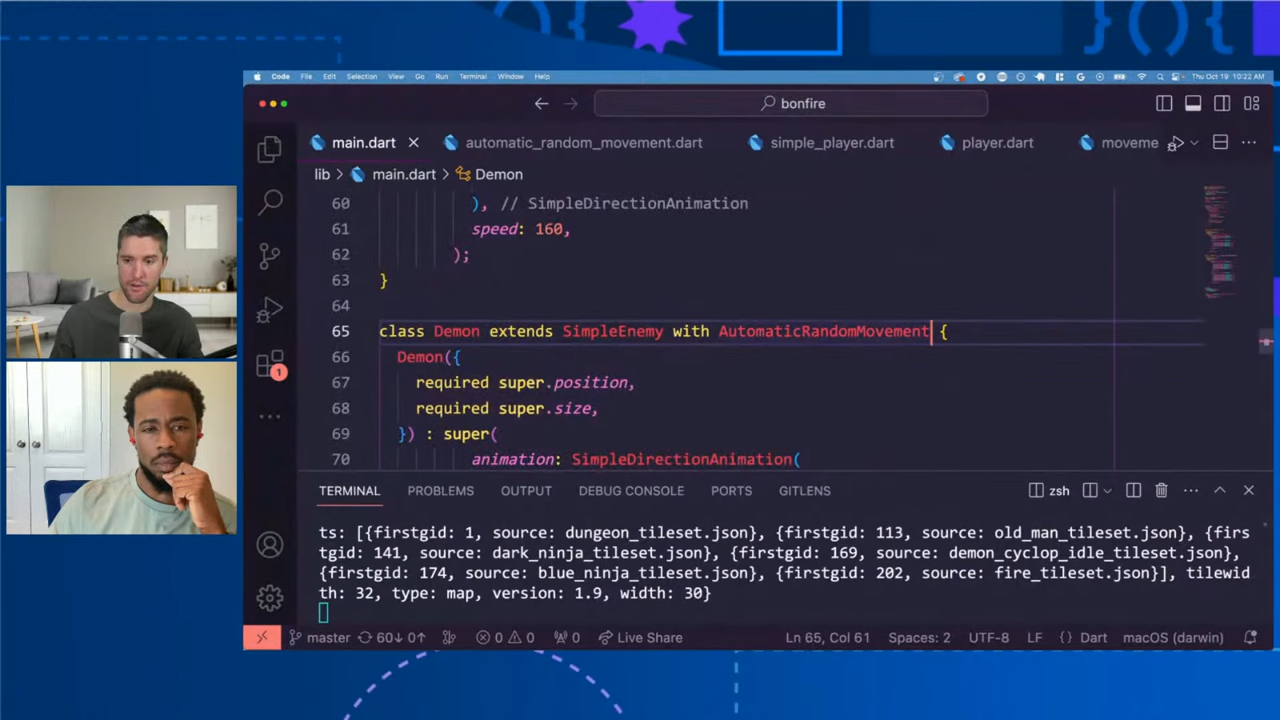 Code File Edit Selection View Go Run Terminal Window Help Thu Oct 19 10:22 AM
bonfire
main.dart automatic_random_movement.dart simple_player.dart player.dart moveme
lib > main.dart > Demon
60 ), // SimpleDirectionAnimation
61 speed: 160,
62 );
63 }
64
65 class Demon extends SimpleEnemy with AutomaticRandomMovement {
66 Demon({
67 required super.position,
68 required super.size,
69 }) : super(
70 animation: SimpleDirectionAnimation(
1
TERMINAL PROBLEMS OUTPUT DEBUG CONSOLE PORTS GITLENS zsh
ts: [{firstgid: 1, source: dungeon_tileset.json}, {firstgid: 113, source: old_man_tileset.json}, {firs
tgid: 141, source: dark_ninja_tileset.json}, {firstgid: 169, source: demon_cyclop_idle_tileset.json},
{firstgid: 174, source: blue_ninja_tileset.json}, {firstgid: 202, source: fire_tileset.json}], tilewid
th: 32, type: map, version: 1.9, width: 30}
master 60↓ 0↑ 0 0 0 Live Share Ln 65, Col 61 Spaces: 2 UTF-8 LF {} Dart macOS (darwin)